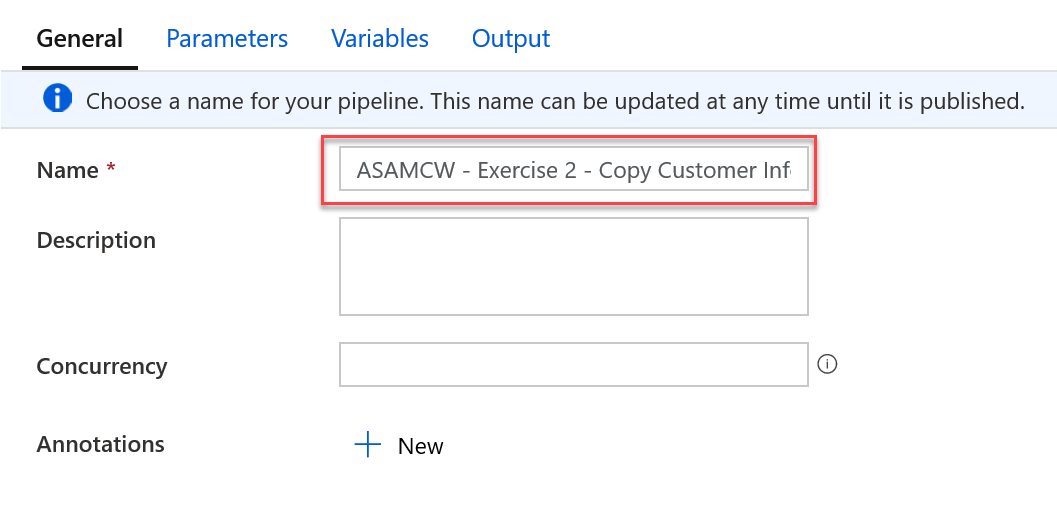 General Parameters Variables Output
Choose a name for your pipeline. This name can be updated at any time until it is published.
Name * ASAMCW - Exercise 2 - Copy Customer Inf
Description
Concurrency
Annotations New